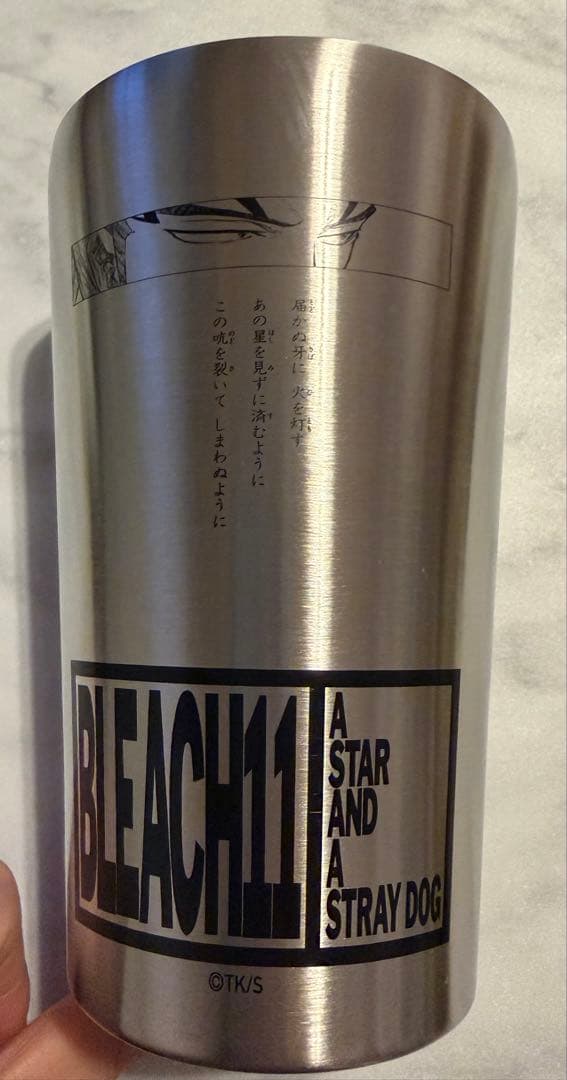 届かぬ牙に 火を灯す
あの星を見ずに済むように
この吭を裂いて しまわぬように
BLEACH11
A
STAR
AND
A
STRAY DOG
©TK/S